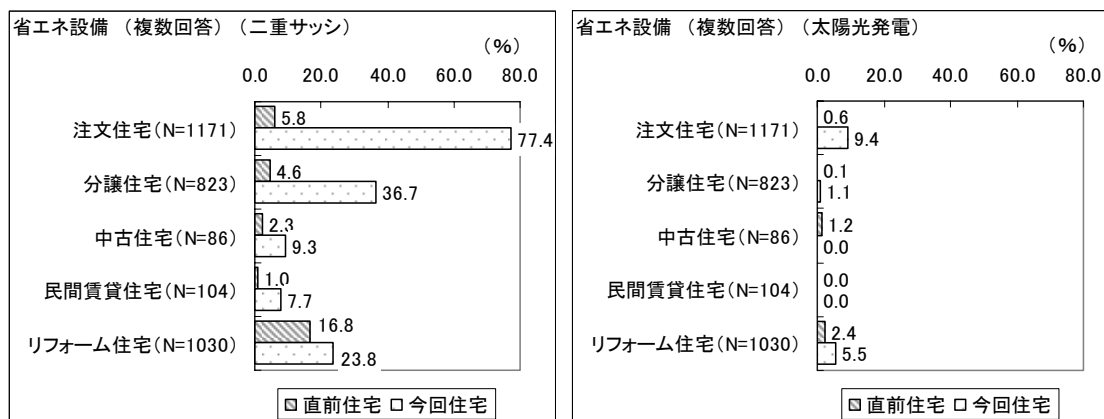 省エネ設備 （複数回答）（二重サッシ）
（％）
0.0 20.0 40.0 60.0 80.0
注文住宅(N=1171) 5.8
77.4
分譲住宅(N=823) 4.6
36.7
中古住宅(N=86) 2.3
9.3
民間賃貸住宅(N=104) 1.0
7.7
リフォーム住宅(N=1030) 16.8
23.8
直前住宅 今回住宅
省エネ設備 （複数回答）（太陽光発電）
（％）
0.0 20.0 40.0 60.0 80.0
注文住宅(N=1171) 0.6
9.4
分譲住宅(N=823) 0.1
1.1
中古住宅(N=86) 1.2
0.0
民間賃貸住宅(N=104) 0.0
0.0
リフォーム住宅(N=1030) 2.4
5.5
直前住宅 今回住宅